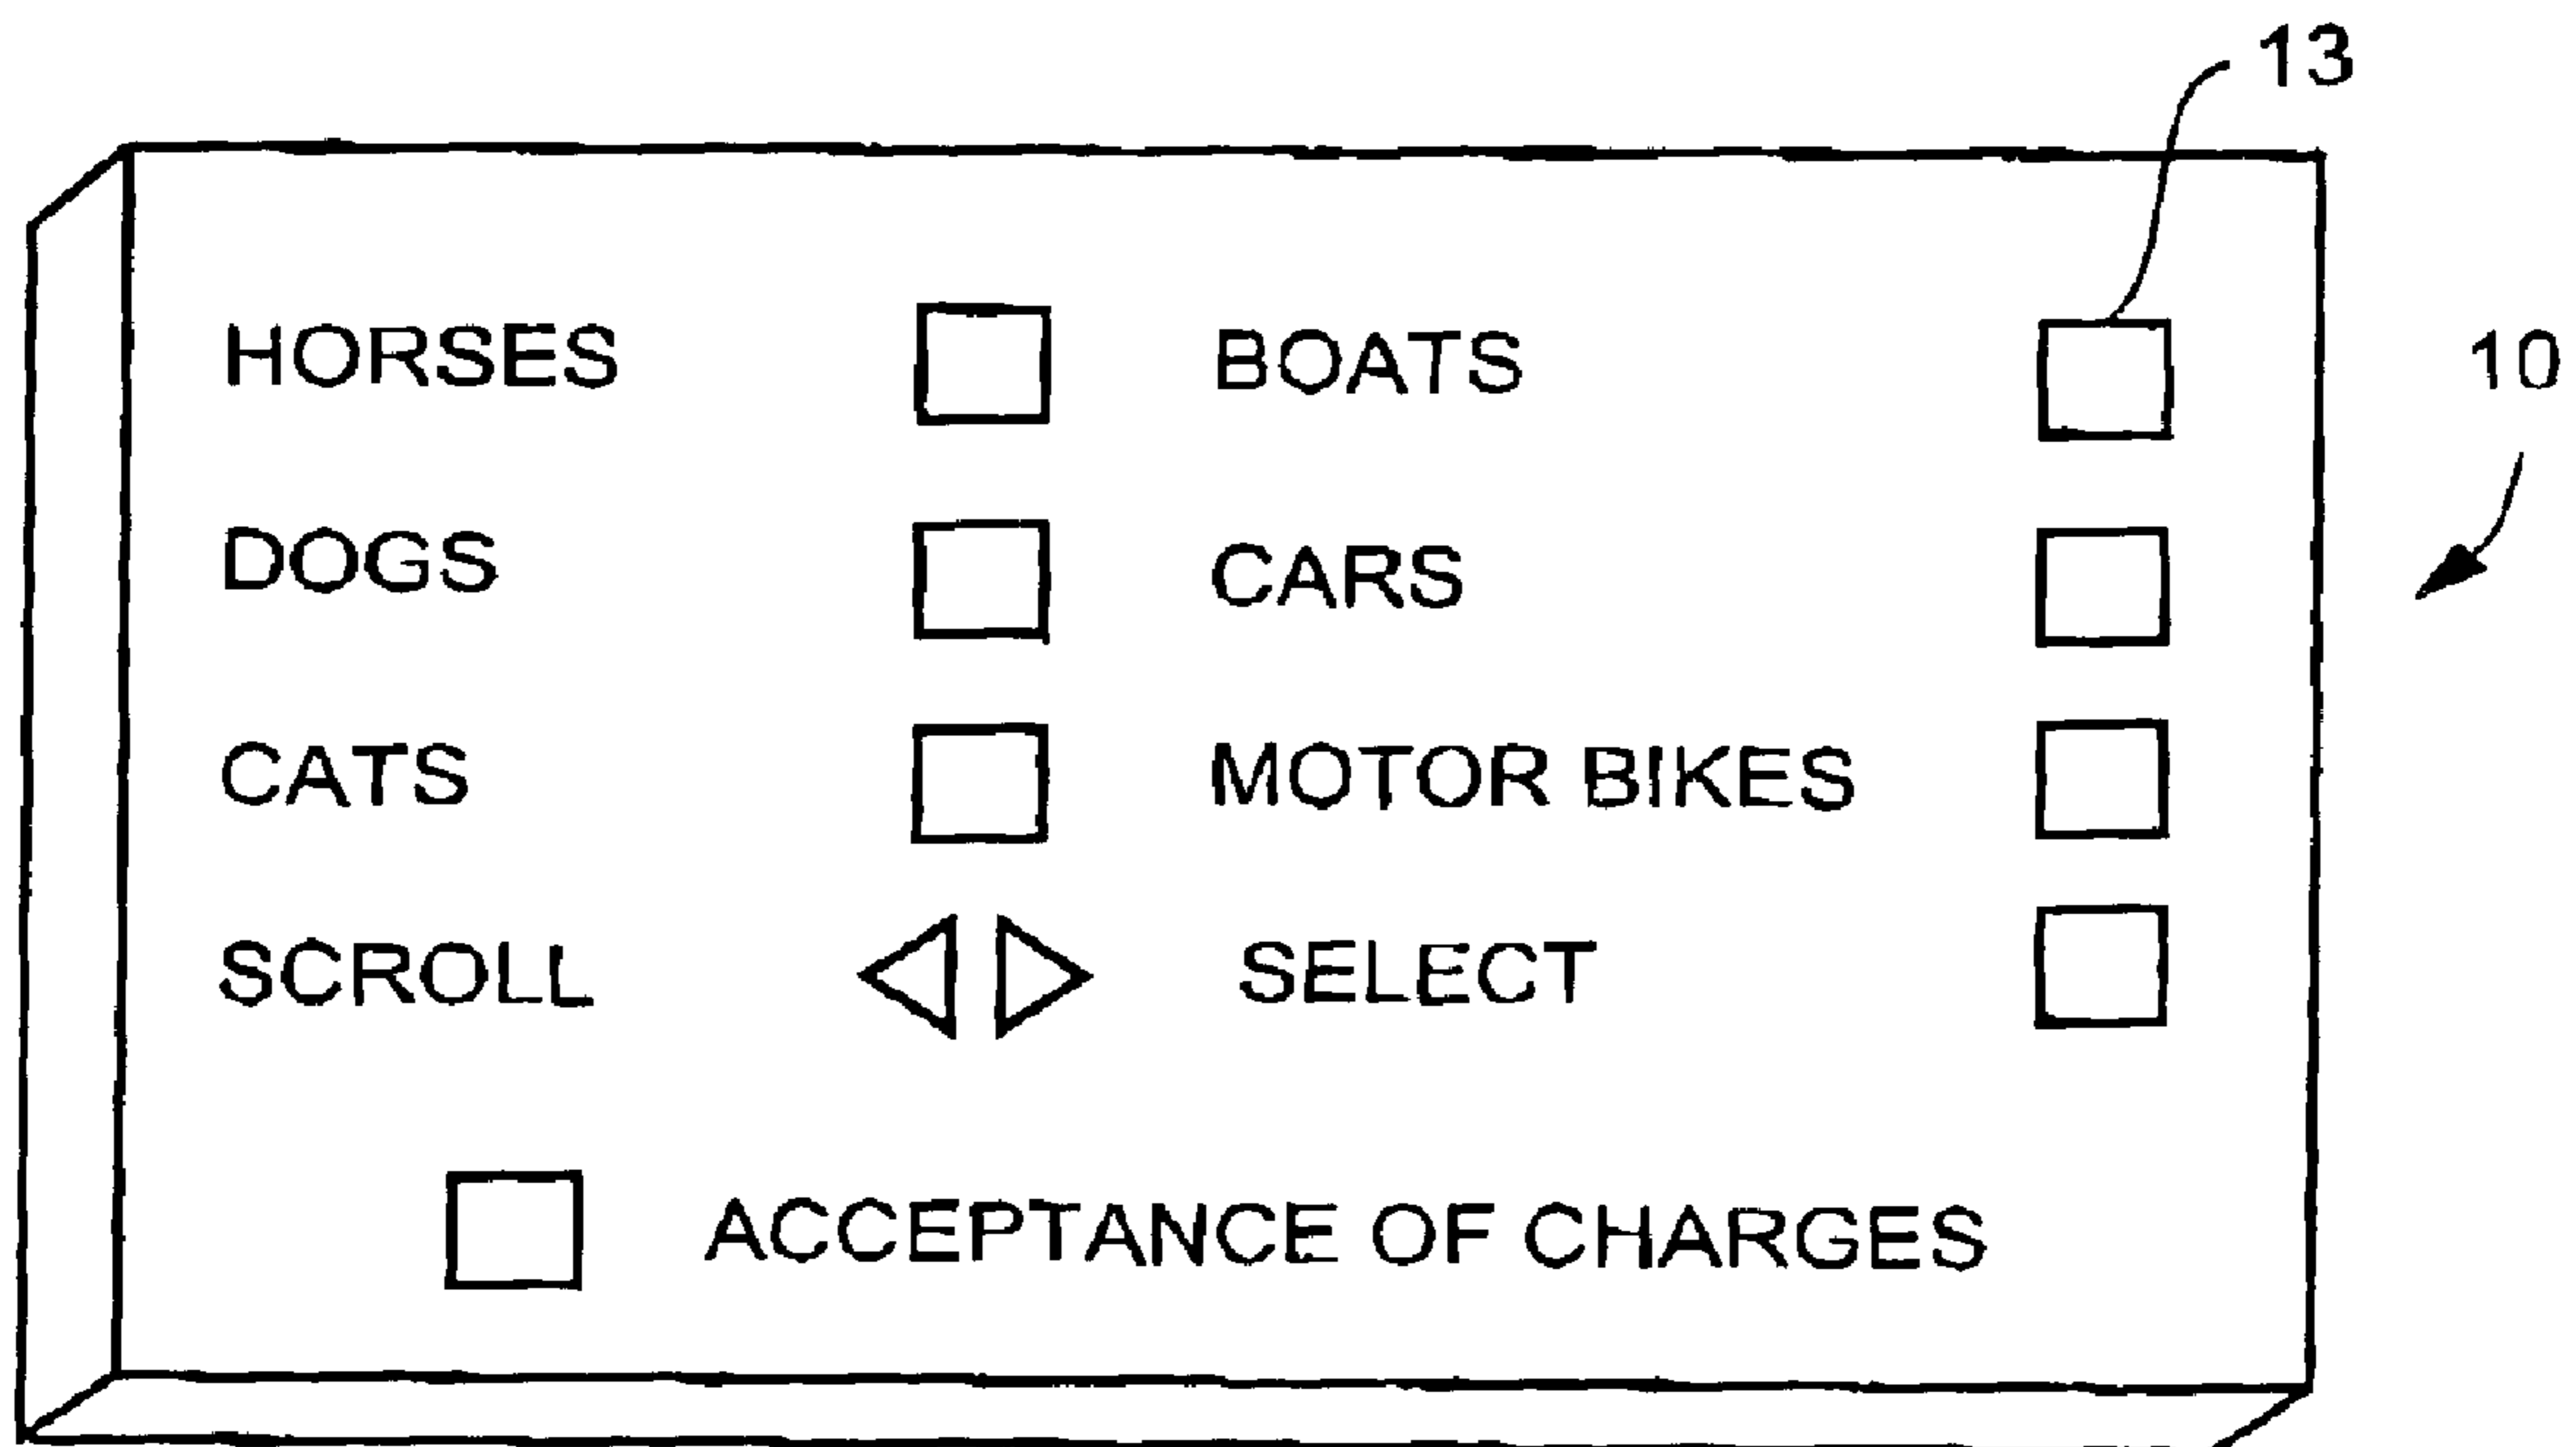 13
HORSES BOATS
10
DOGS CARS
CATS MOTOR BIKES
SCROLL SELECT
ACCEPTANCE OF CHARGES